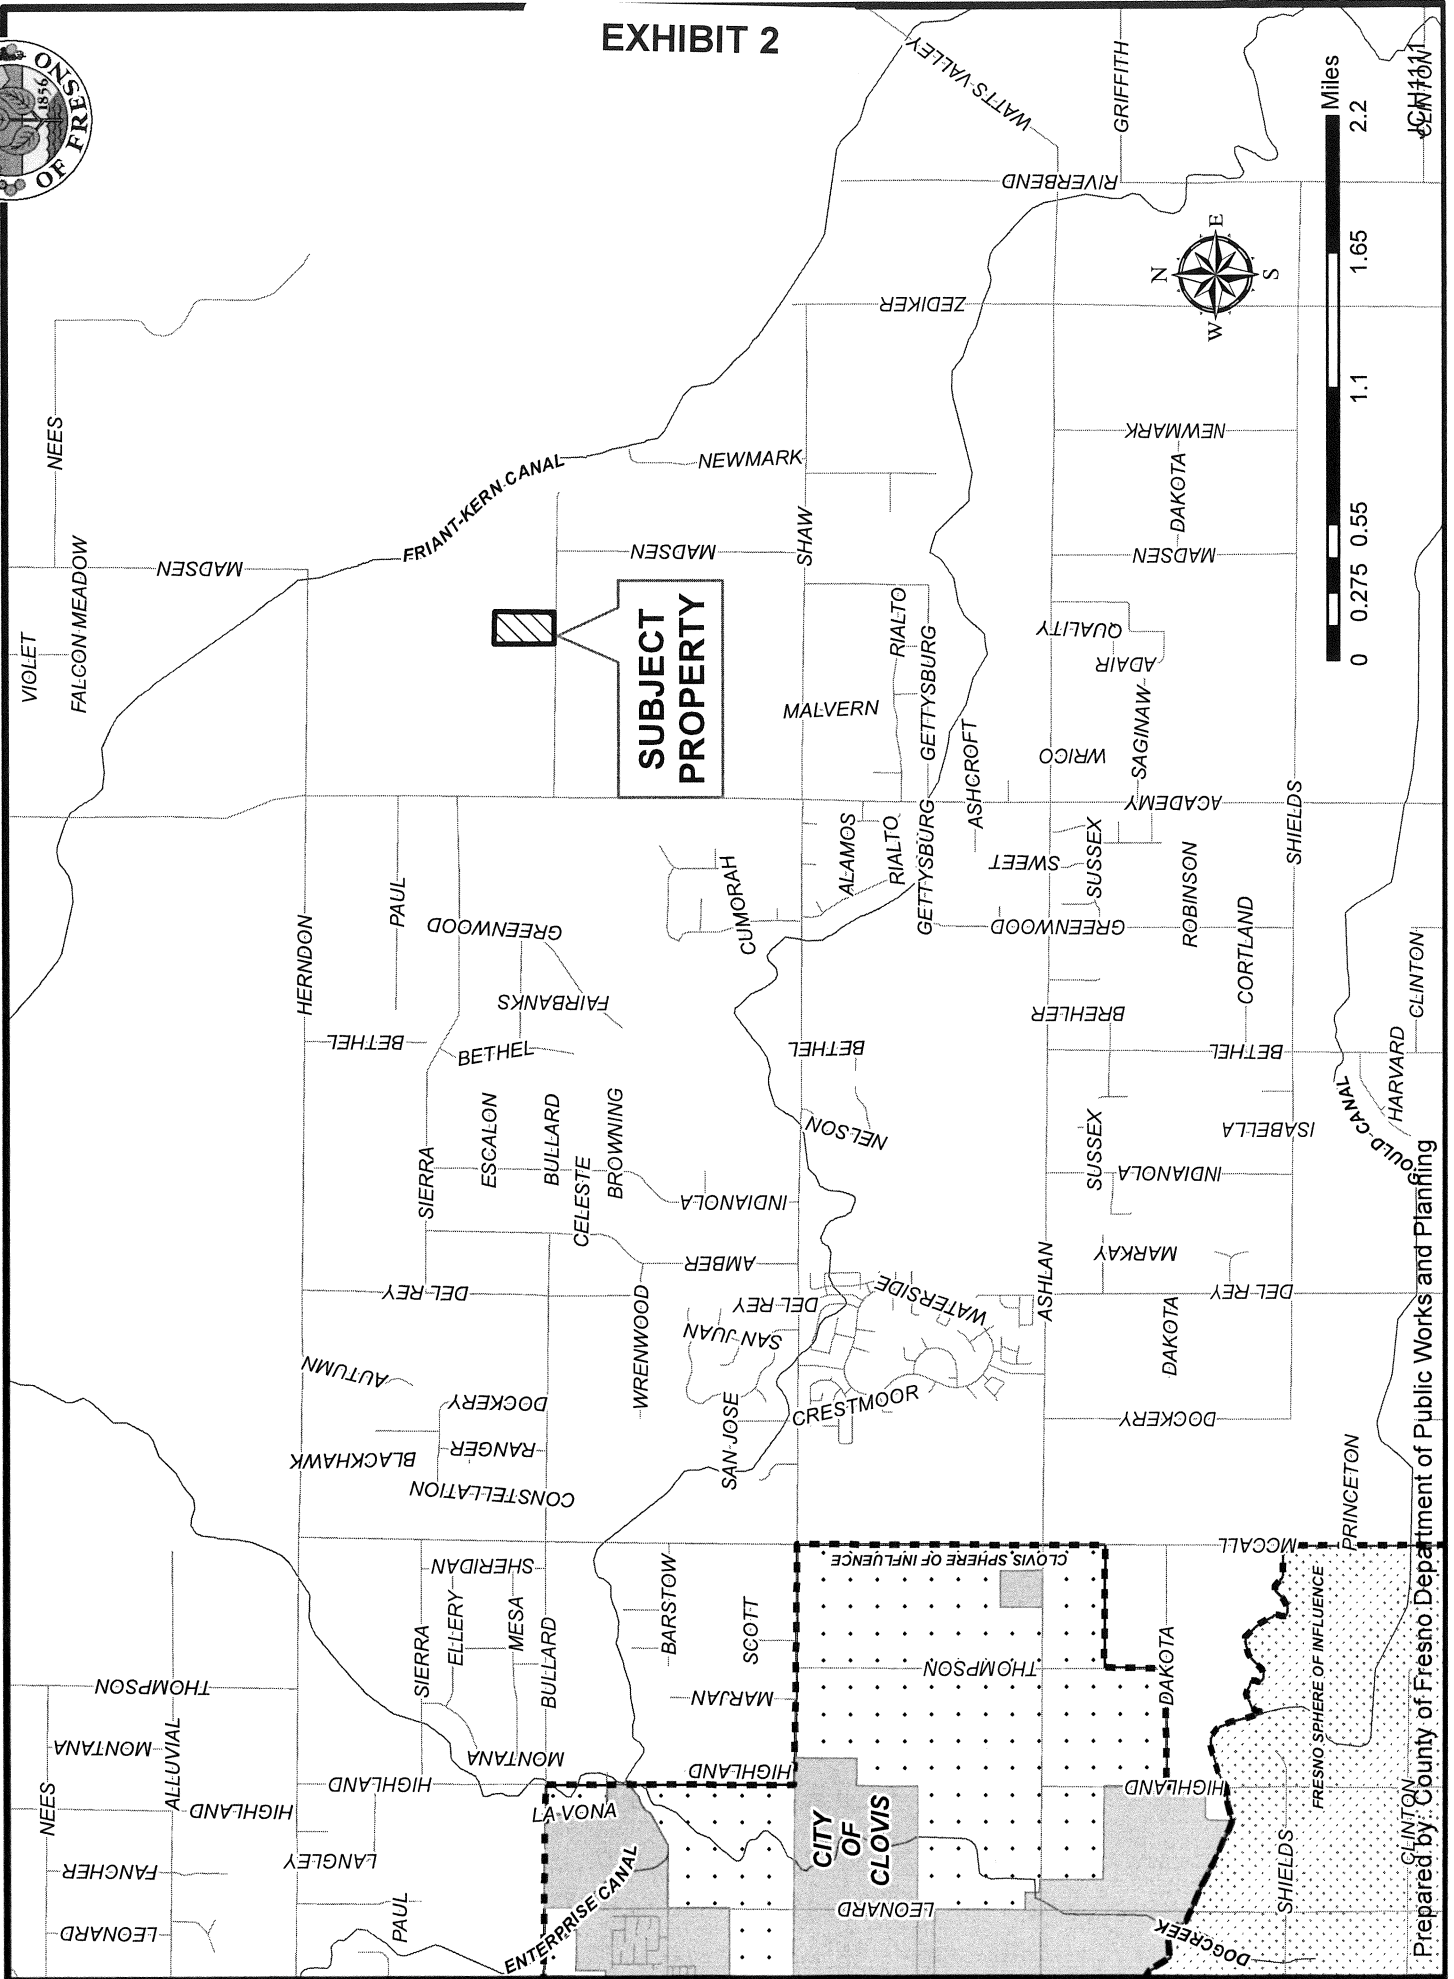 EXHIBIT 2
OF FRESNO
1856
WATTS VALLEY
GRIFFITH
RIVERBEND
CLINTON
JCH111
Miles
0 0.275 0.55 1.1 1.65 2.2
N
E
S
W
ZEDIKER
NEES
FRIANT-KERN CANAL
NEWMARK
NEWMARK
DAKOTA
MADSEN
MADSEN
MADSEN
SHAW
VIOLET
FALCON MEADOW
SUBJECT
PROPERTY
RIALTO
GETTYSBURG
QUALITY
ADAIR
MALVERN
ASHCROFT
WRICO
SAGINAW
ACADEMY
SHIELDS
PAUL
HERNDON
GREENWOOD
FAIRBANKS
BETHEL
BETHEL
CUMORAH
ALAMOS
RIALTO
GETTYSBURG
SWEET
SUSSEX
GREENWOOD
ROBINSON
CORTLAND
BREHLER
BETHEL
BETHEL
CLINTON
HARVARD
GOULD CANAL
SIERRA
ESCALON
BULLARD
CELESTE
BROWNING
INDIANOLA
NELSON
SUSSEX
INDIANOLA
ISABELLA
AMBER
DEL REY
DEL REY
SAN JUAN
WRENWOOD
WATERSIDE
ASHLAN
MARKAY
DEL REY
DAKOTA
AUTUMN
DOCKERY
RANGER
BLACKHAWK
CONSTELLATION
SAN JOSE
CRESTMOOR
DOCKERY
PRINCETON
MCCALL
CLOVIS SPHERE OF INFLUENCE
SHERIDAN
SIERRA
ELLERY
MESA
BULLARD
BARSTOW
SCOTT
MARJAN
THOMPSON
THOMPSON
DAKOTA
FRESNO SPHERE OF INFLUENCE
MONTANA
MONTANA
ALLUVIAL
NEES
HIGHLAND
HIGHLAND
HIGHLAND
HIGHLAND
LA VONA
CITY
OF
CLOVIS
FANCHER
LANGLEY
LEONARD
PAUL
ENTERPRISE CANAL
LEONARD
DOGCREEK
SHIELDS
CLINTON
Prepared by: County of Fresno Department of Public Works and Planning